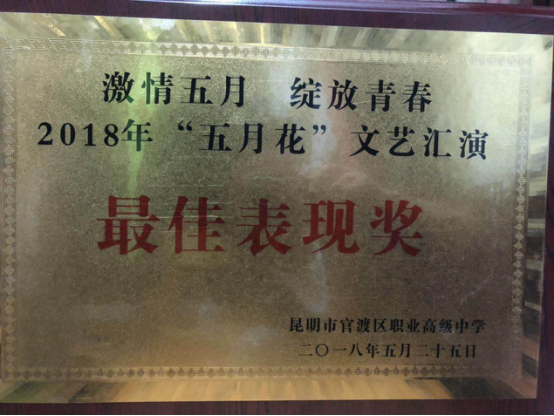 激情五月 绽放青春
2018年“五月花”文艺汇演
最佳表现奖
昆明市官渡区职业高级中学
二〇一八年五月二十五日